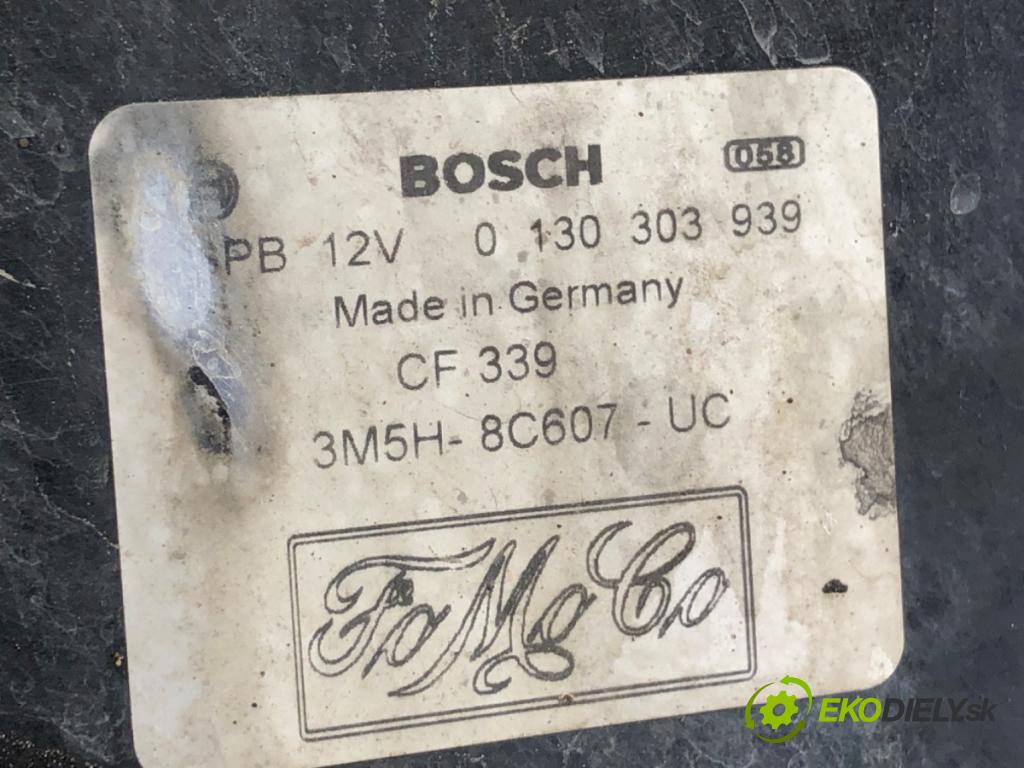 BOSCH 058
PB 12V 0 130 303 939
Made in Germany
CF 339
3M5H-8C607-UC
FoMoCo
EKODIELY.sk